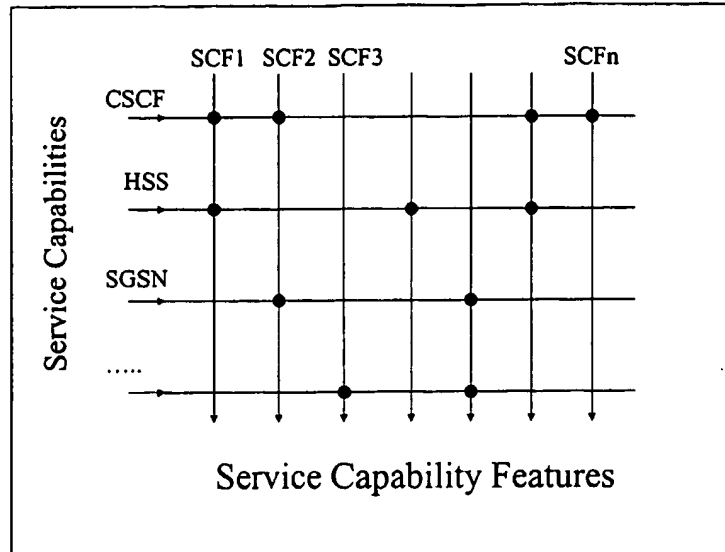 SCF1 SCF2 SCF3 SCFn
CSCF
HSS
SGSN
.....
Service Capabilities
Service Capability Features